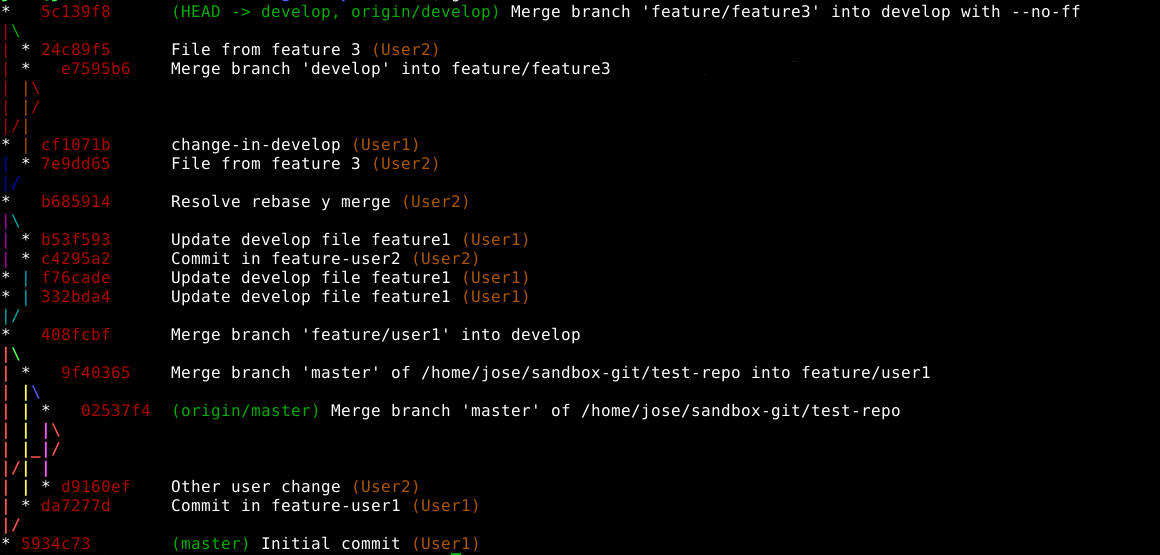 * 5c139f8 (HEAD -> develop, origin/develop) Merge branch 'feature/feature3' into develop with --no-ff
|\
| * 24c89f5 File from feature 3 (User2)
| * e7595b6 Merge branch 'develop' into feature/feature3
| |\
| |/
|/|
* | cf1071b change-in-develop (User1)
| * 7e9dd65 File from feature 3 (User2)
|/
* b685914 Resolve rebase y merge (User2)
|\
| * b53f593 Update develop file feature1 (User1)
| * c4295a2 Commit in feature-user2 (User2)
* | f76cade Update develop file feature1 (User1)
* | 332bda4 Update develop file feature1 (User1)
|/
* 408fcbf Merge branch 'feature/user1' into develop
|\
| * 9f40365 Merge branch 'master' of /home/jose/sandbox-git/test-repo into feature/user1
| |\
| | * 02537f4 (origin/master) Merge branch 'master' of /home/jose/sandbox-git/test-repo
| | |\
| |_|/
|/| |
| | * d9160ef Other user change (User2)
| * da7277d Commit in feature-user1 (User1)
|/
* 5934c73 (master) Initial commit (User1)